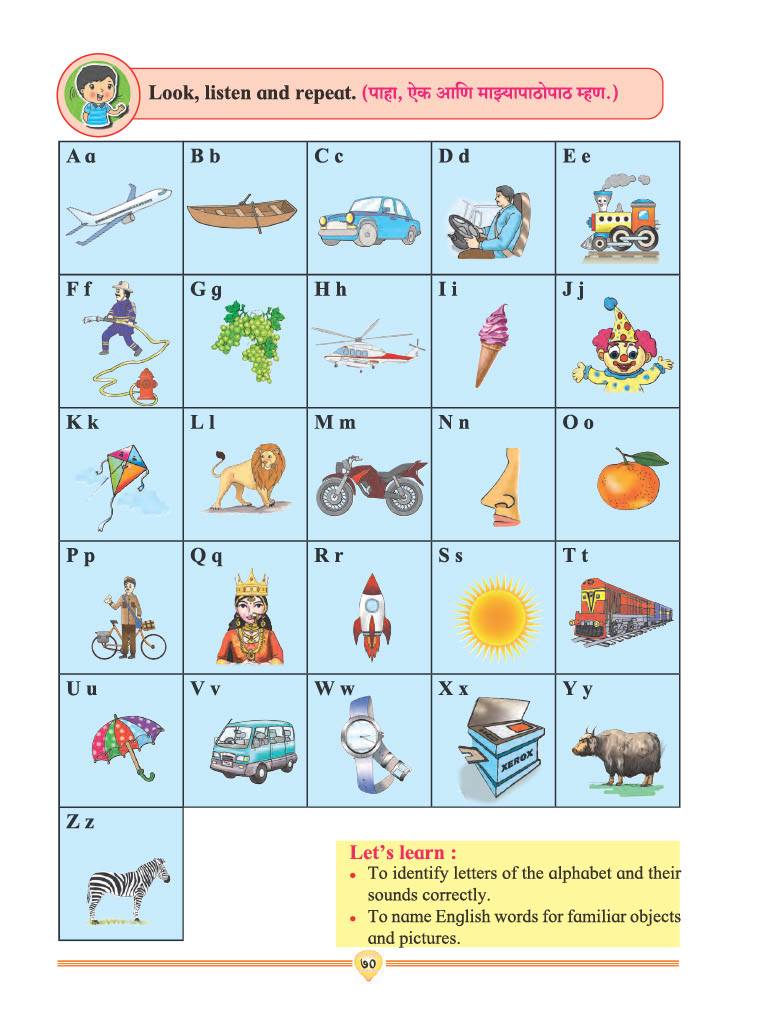 Look, listen and repeat. (पाहा, ऐक आणि माझ्यापाठोपाठ म्हण.)
A a B b C c D d E e
F f G g H h I i J j
K k L l M m N n O o
P p Q q R r S s T t
U u V v W w X x Y y
XEROX
Z z
Let's learn :
• To identify letters of the alphabet and their
sounds correctly.
• To name English words for familiar objects
and pictures.
७०